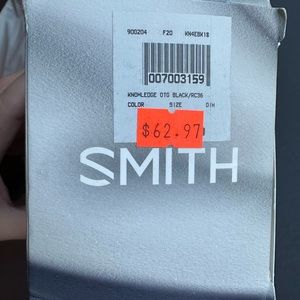 900204 F20 KN4EBK18
007003159
KNOWLEDGE OTG BLACK/RC36
COLOR SIZE DIM
$62.97
SMITH